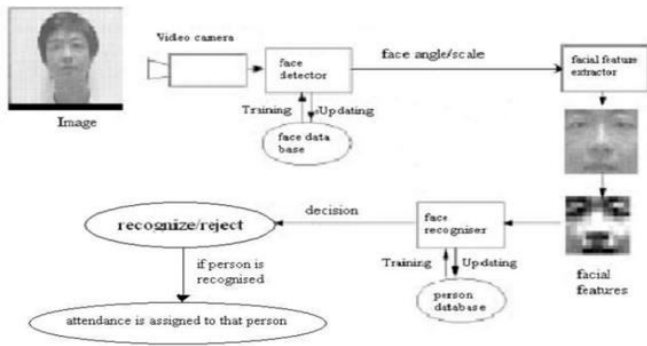 Video camera
face
detector
face angle/scale
facial feature
extractor
Image
Training
Updating
face data
base
recognize/reject
decision
face
recogniser
if person is
recognised
Training
Updating
person
database
facial
features
attendance is assigned to that person